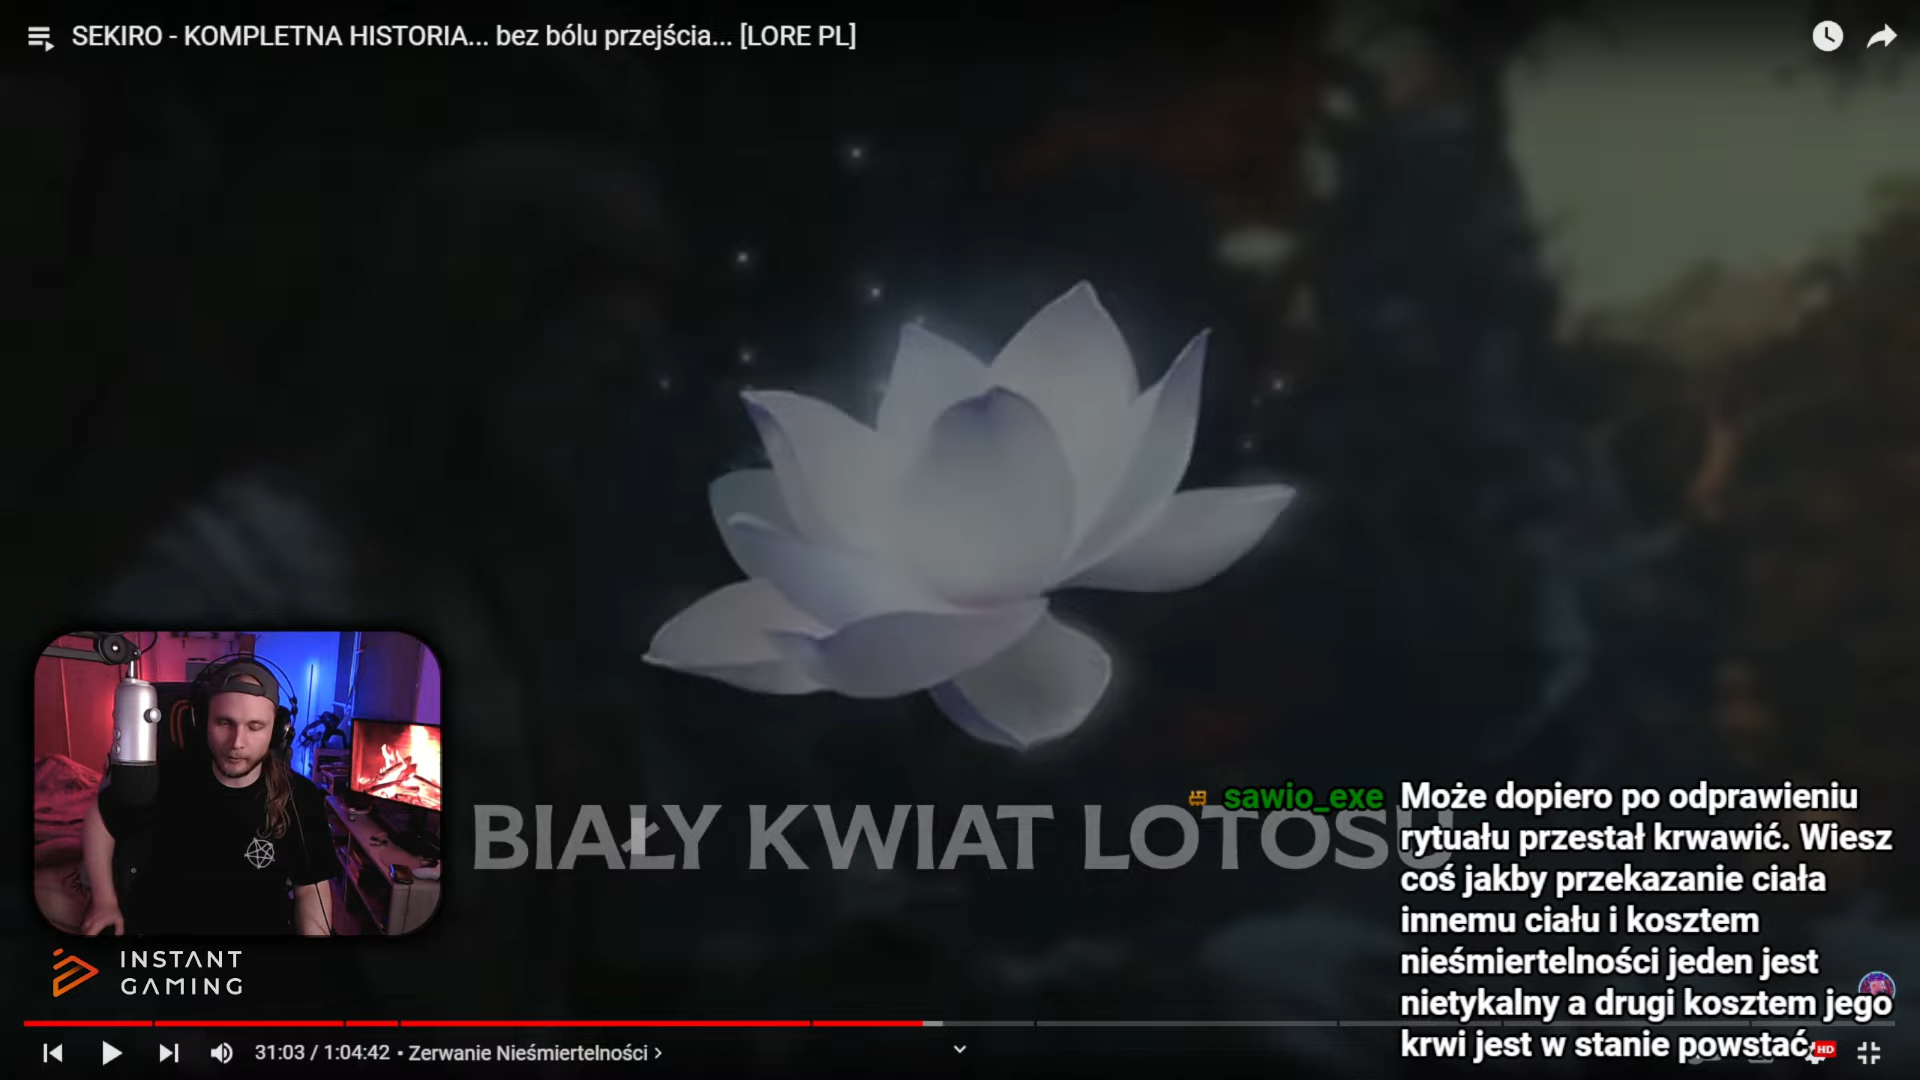 SEKIRO - KOMPLETNA HISTORIA... bez bólu przejścia... [LORE PL]
sawio_exe Może dopiero po odprawieniu
rytuału przestał krwawić. Wiesz
coś jakby przekazanie ciała
innemu ciału i kosztem
nieśmiertelności jeden jest
nietykalny a drugi kosztem jego
krwi jest w stanie powstać.
BIAŁY KWIAT LOTOSU
INSTANT
GAMING
31:03 / 1:04:42 • Zerwanie Nieśmiertelności
HD